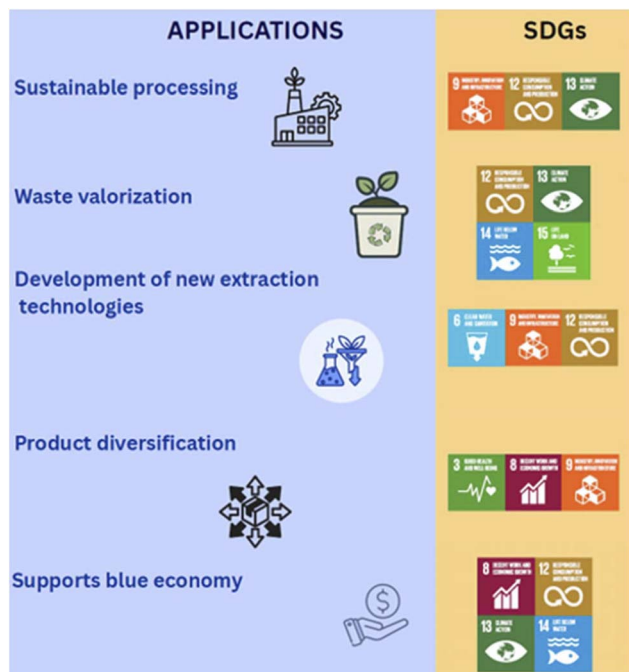 APPLICATIONS
SDGs
Sustainable processing
9 INDUSTRY, INNOVATION
AND INFRASTRUCTURE
12 RESPONSIBLE
CONSUMPTION
AND PRODUCTION
13 CLIMATE
ACTION
Waste valorization
12 RESPONSIBLE
CONSUMPTION
AND PRODUCTION
13 CLIMATE
ACTION
14 LIFE BELOW
WATER
15 LIFE
ON LAND
Development of new extraction
technologies
6 CLEAN WATER
AND SANITATION
9 INDUSTRY, INNOVATION
AND INFRASTRUCTURE
12 RESPONSIBLE
CONSUMPTION
AND PRODUCTION
Product diversification
3 GOOD HEALTH
AND WELL-BEING
8 DECENT WORK AND
ECONOMIC GROWTH
9 INDUSTRY, INNOVATION
AND INFRASTRUCTURE
Supports blue economy
$
8 DECENT WORK AND
ECONOMIC GROWTH
12 RESPONSIBLE
CONSUMPTION
AND PRODUCTION
13 CLIMATE
ACTION
14 LIFE BELOW
WATER